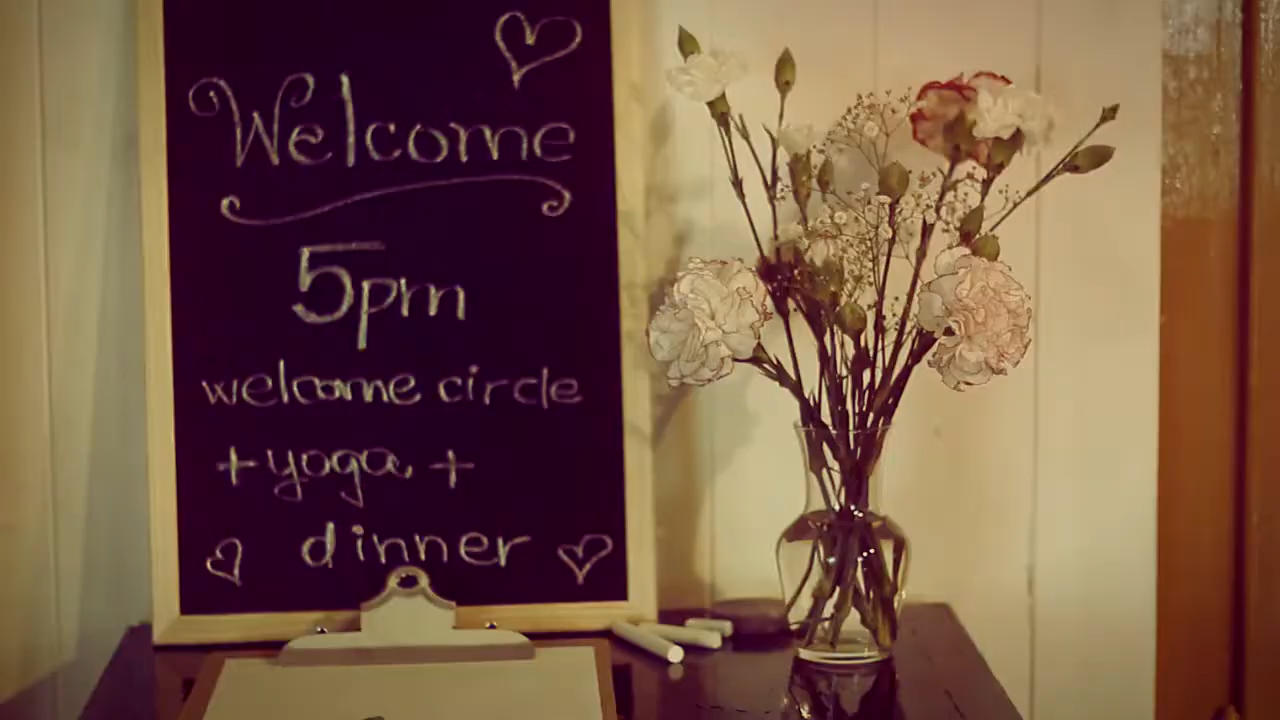 Welcome
5pm
welcome circle
+ yoga +
dinner